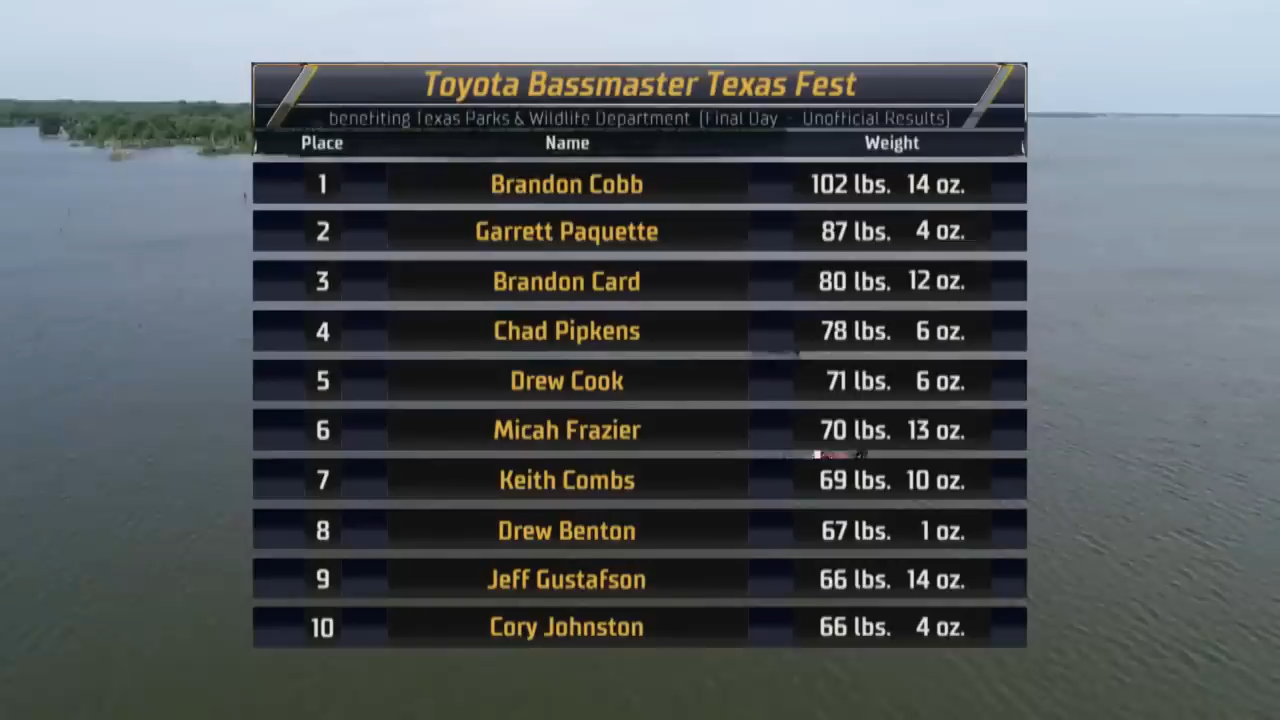 Toyota Bassmaster Texas Fest
benefiting Texas Parks & Wildlife Department (Final Day - Unofficial Results)
Place Name Weight
1 Brandon Cobb 102 lbs. 14 oz.
2 Garrett Paquette 87 lbs. 4 oz.
3 Brandon Card 80 lbs. 12 oz.
4 Chad Pipkens 78 lbs. 6 oz.
5 Drew Cook 71 lbs. 6 oz.
6 Micah Frazier 70 lbs. 13 oz.
7 Keith Combs 69 lbs. 10 oz.
8 Drew Benton 67 lbs. 1 oz.
9 Jeff Gustafson 66 lbs. 14 oz.
10 Cory Johnston 66 lbs. 4 oz.